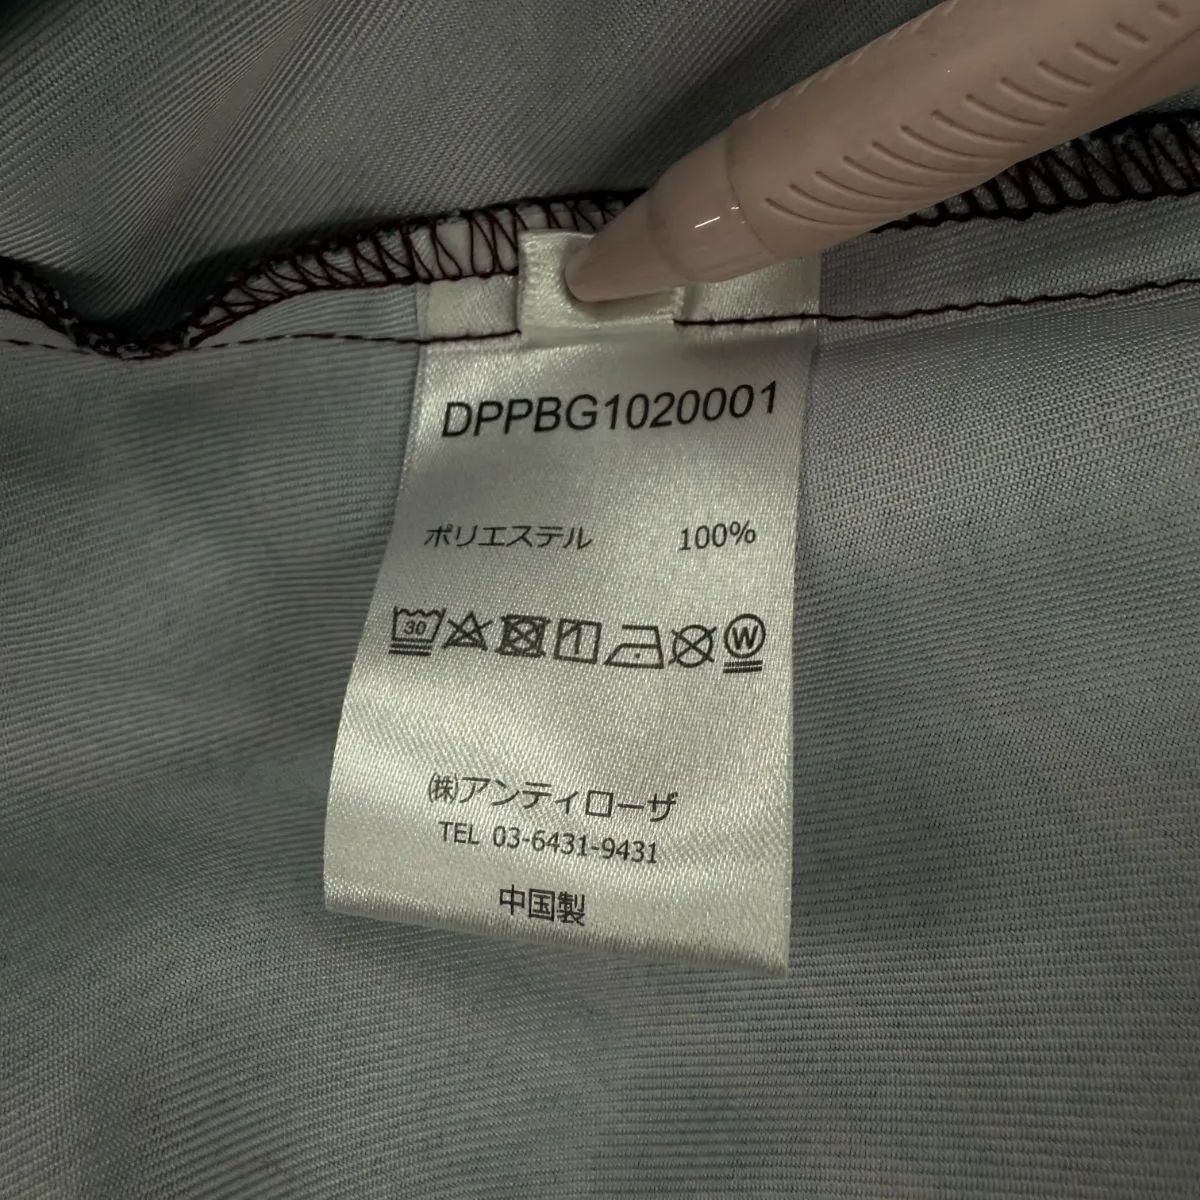 DPPBG1020001
ポリエステル 100%
30
W
㈱アンティローザ
TEL 03-6431-9431
中国製